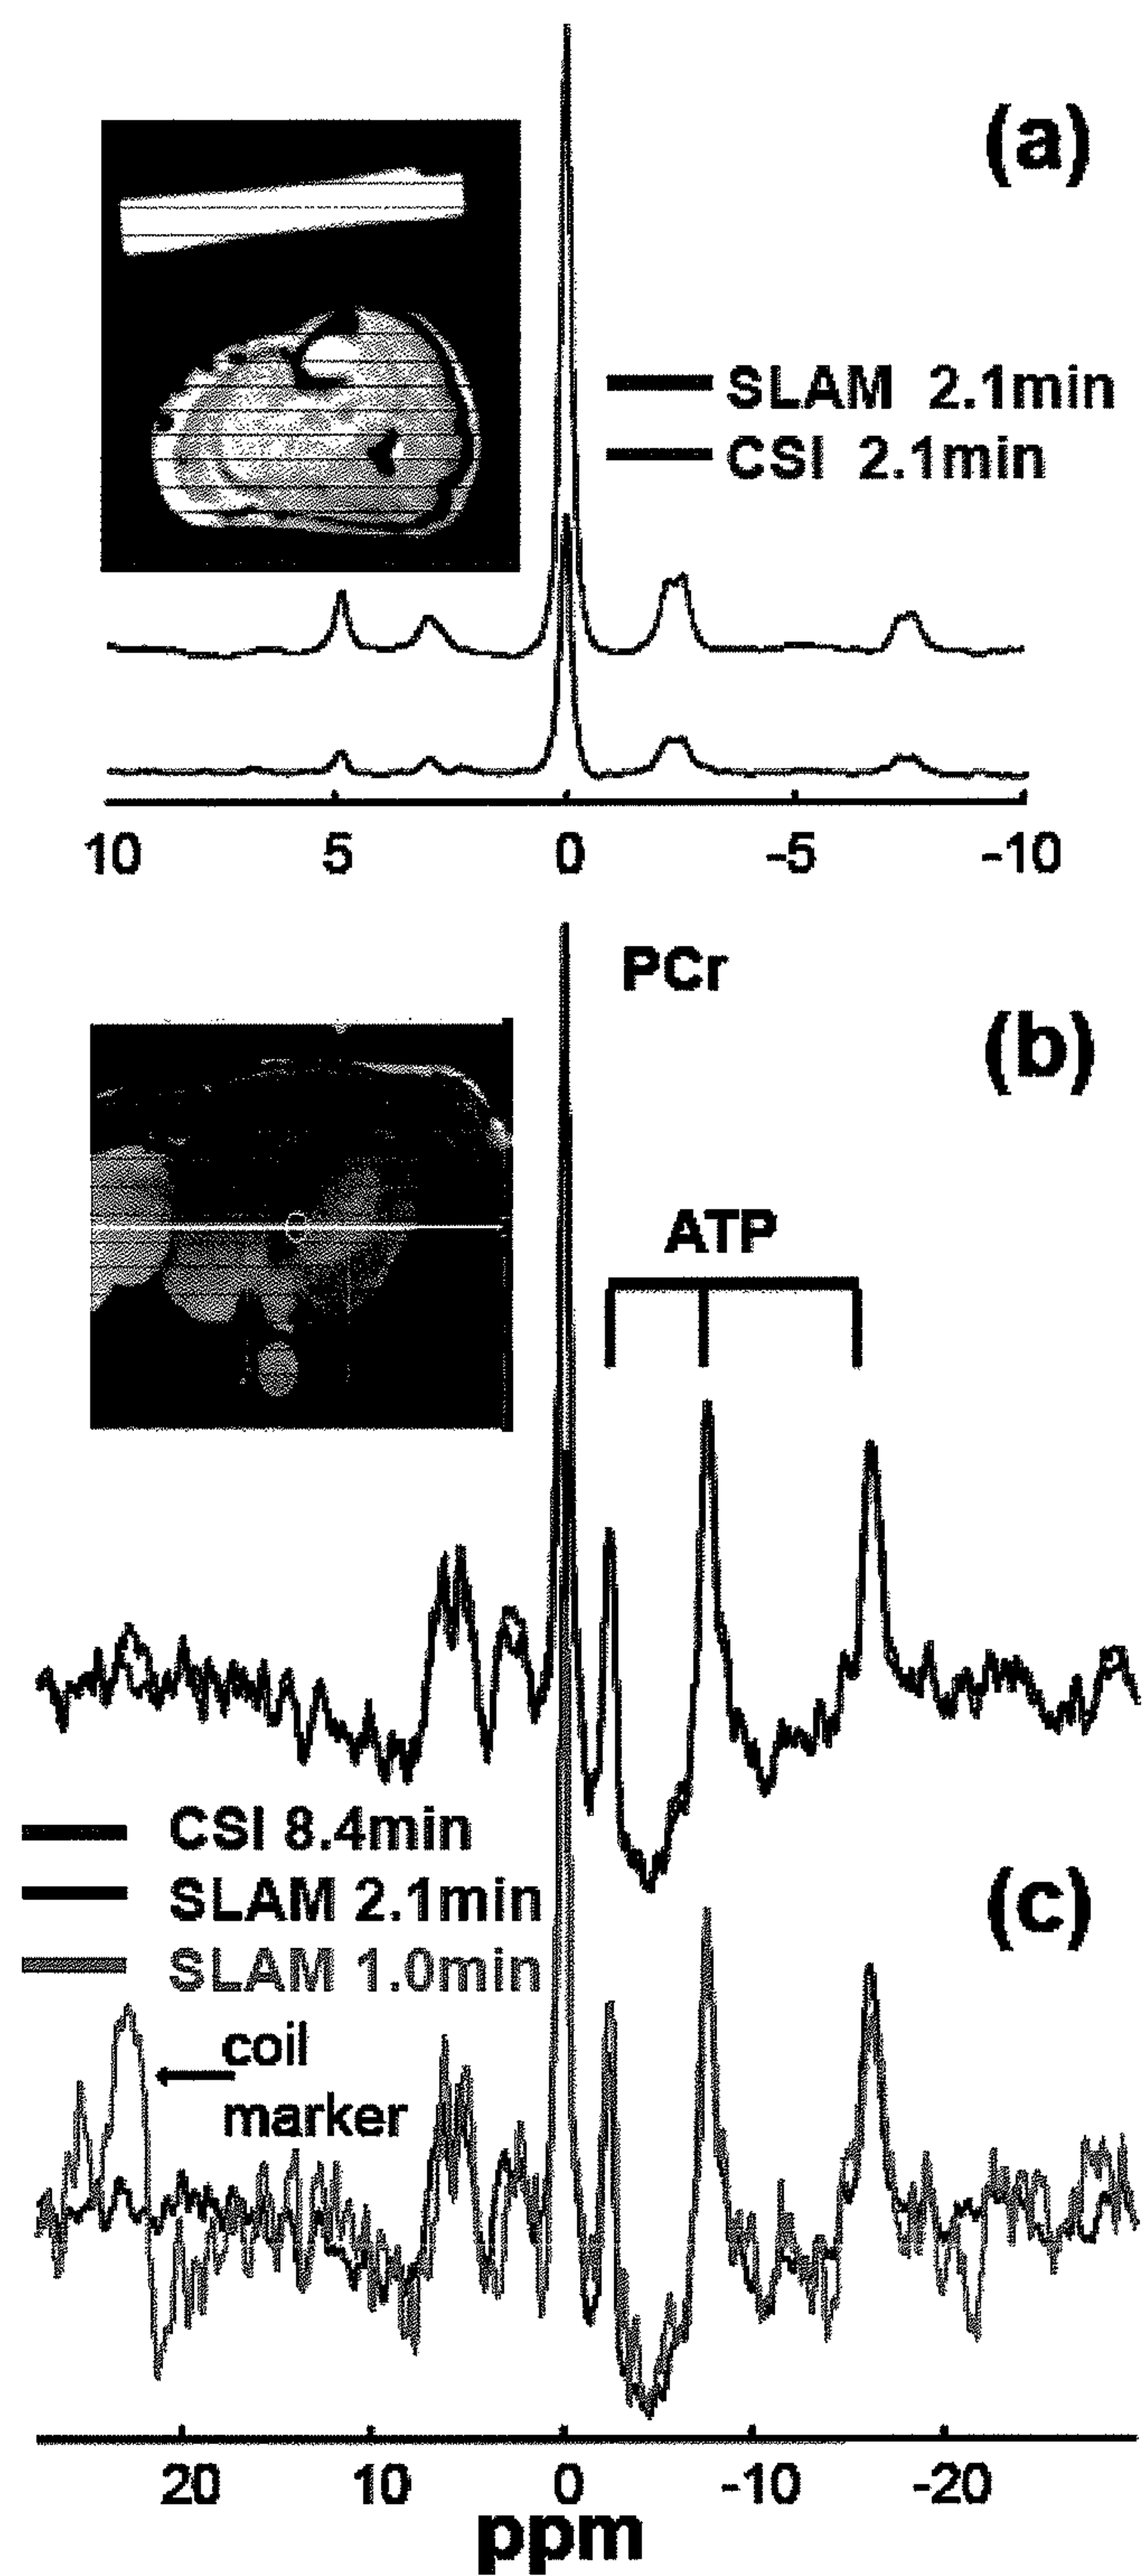 (a)
SLAM 2.1min
CSI 2.1min
10 5 0 -5 -10
PCr
(b)
ATP
CSI 8.4min
SLAM 2.1min
(c)
SLAM 1.0min
coil
marker
20 10 0 -10 -20
ppm